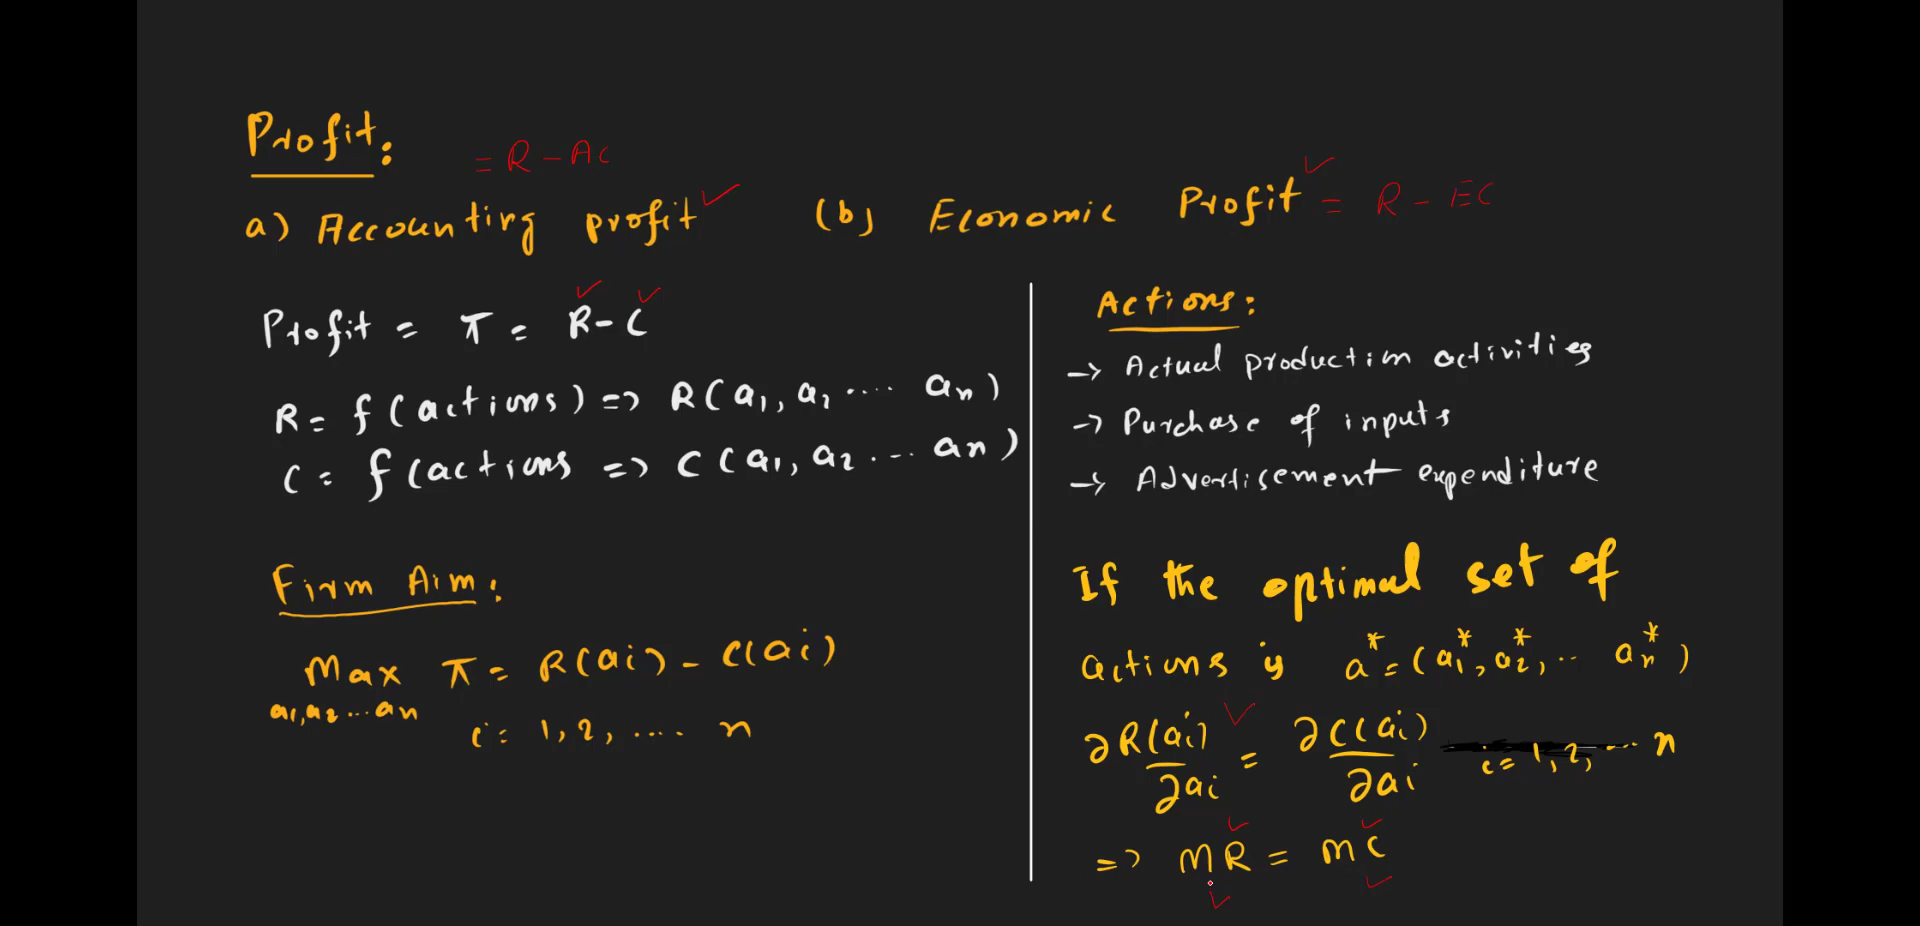 Profit:
= R - AC
a) Accounting profit (b) Economic Profit = R - EC
Profit = π = R - C
R = f(actions) => R(a1, a2 .... an)
C = f(actions => C(a1, a2 ... an)
Firm Aim:
Max π = R(ai) - C(ai)
a1, a2 ... an
i = 1, 2, .... n
Actions:
→ Actual production activities
→ Purchase of inputs
→ Advertisement expenditure
If the optimal set of
actions is a* = (a1*, a2*, .. an*)
∂R(ai)/∂ai = ∂C(ai)/∂ai i = 1, 2, ... n
=> MR = MC